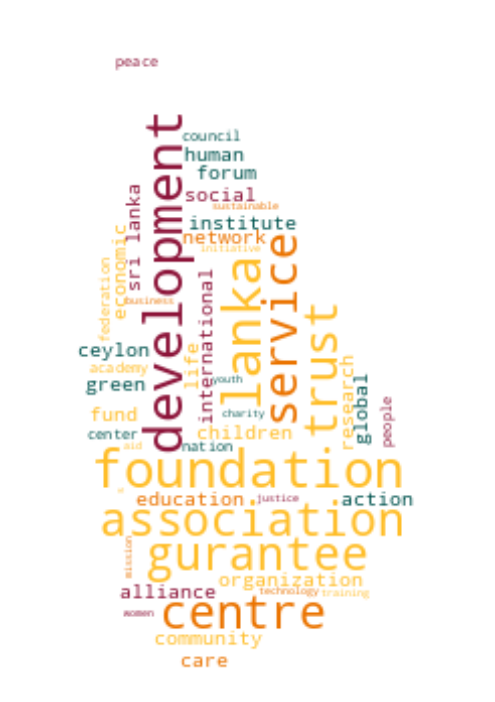 peace
development
council
human
forum
social
sustainable
sri lanka
institute
economic
network
initiative
lanka
service
federation
international
business
trust
ceylon
life
academy
research
green
youth
global
people
fund
charity
center
children
aid
nation
foundation
education
justice
action
association
mission
gurantee
organization
alliance
technology
training
women
centre
community
care